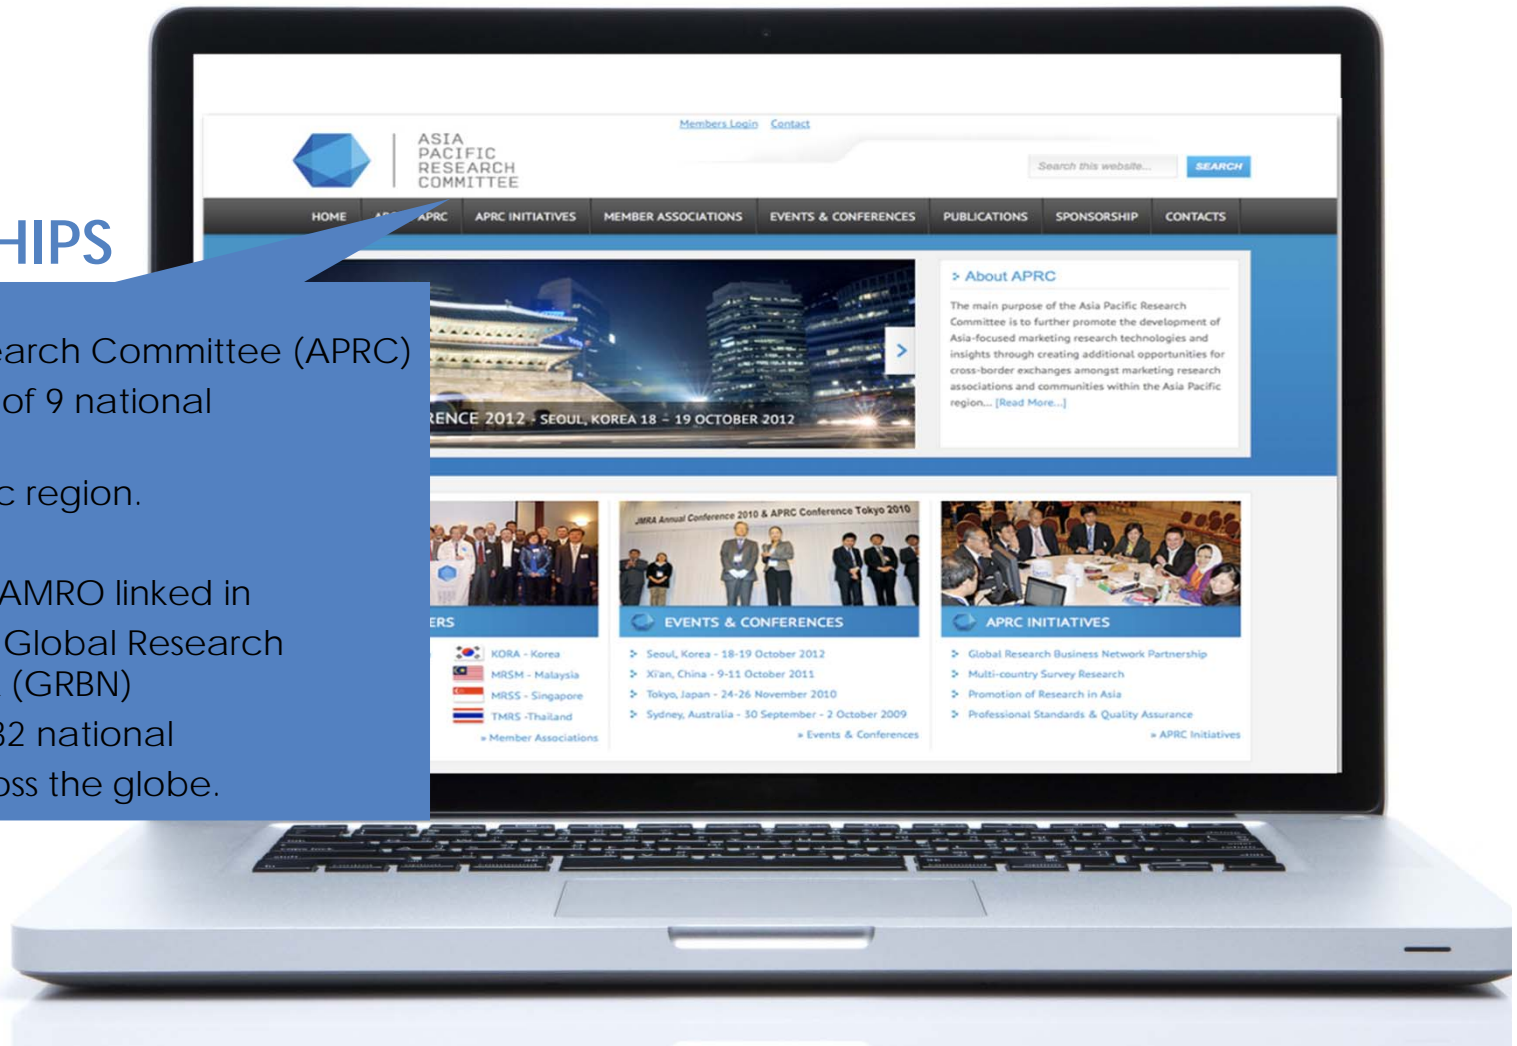 Members Login Contact
ASIA
PACIFIC
RESEARCH
COMMITTEE
Search this website...
SEARCH
HOME
APRC
APRC INITIATIVES
MEMBER ASSOCIATIONS
EVENTS & CONFERENCES
PUBLICATIONS
SPONSORSHIP
CONTACTS
HIPS
earch Committee (APRC)
of 9 national
c region.
AMRO linked in
Global Research
(GRBN)
32 national
oss the globe.
ENCE 2012 - SEOUL, KOREA 18 – 19 OCTOBER 2012
About APRC
The main purpose of the Asia Pacific Research
Committee is to further promote the development of
Asia-focused marketing research technologies and
insights through creating additional opportunities for
cross-border exchanges amongst marketing research
associations and communities within the Asia Pacific
region... [Read More...]
JMRA Annual Conference 2010 & APRC Conference Tokyo 2010
ERS
KORA - Korea
MRSM - Malaysia
MRSS - Singapore
TMRS -Thailand
» Member Associations
EVENTS & CONFERENCES
Seoul, Korea - 18-19 October 2012
Xi'an, China - 9-11 October 2011
Tokyo, Japan - 24-26 November 2010
Sydney, Australia - 30 September - 2 October 2009
» Events & Conferences
APRC INITIATIVES
Global Research Business Network Partnership
Multi-country Survey Research
Promotion of Research in Asia
Professional Standards & Quality Assurance
» APRC Initiatives